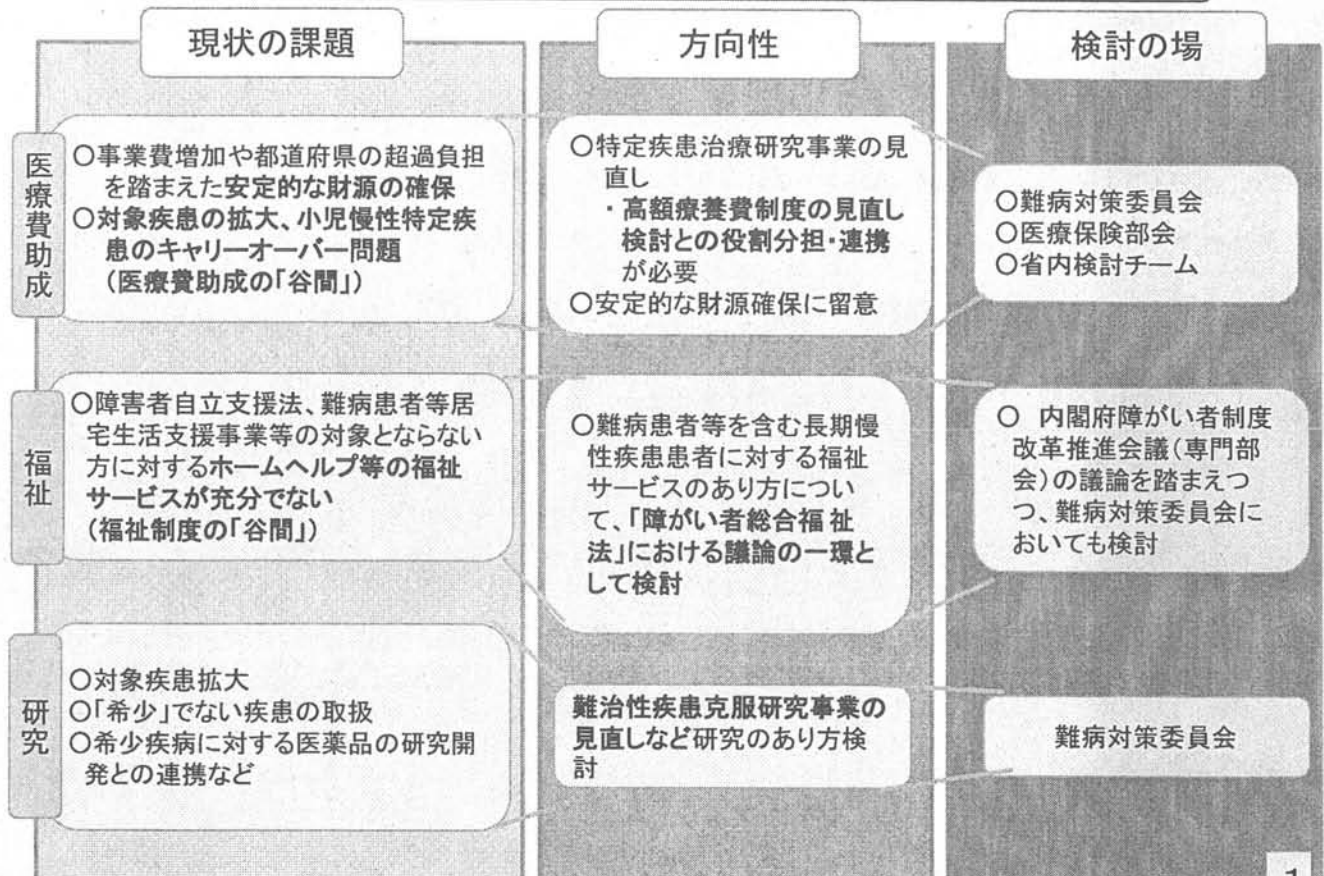 現状の課題
方向性
検討の場
医療費助成
〇事業費増加や都道府県の超過負担
を踏まえた安定的な財源の確保
〇対象疾患の拡大、小児慢性特定疾
患のキャリーオーバー問題
(医療費助成の「谷間」)
〇特定疾患治療研究事業の見
直し
・高額療養費制度の見直し
検討との役割分担・連携
が必要
〇安定的な財源確保に留意
〇難病対策委員会
〇医療保険部会
〇省内検討チーム
福祉
〇障害者自立支援法、難病患者等居
宅生活支援事業等の対象とならない
方に対するホームヘルプ等の福祉
サービスが充分でない
(福祉制度の「谷間」)
〇難病患者等を含む長期慢
性疾患患者に対する福祉
サービスのあり方につい
て、「障がい者総合福祉
法」における議論の一環と
して検討
〇 内閣府障がい者制度
改革推進会議(専門部
会)の議論を踏まえつ
つ、難病対策委員会に
おいても検討
研究
〇対象疾患拡大
〇「希少」でない疾患の取扱
〇希少疾病に対する医薬品の研究開
発との連携など
難治性疾患克服研究事業の
見直しなど研究のあり方検
討
難病対策委員会
1